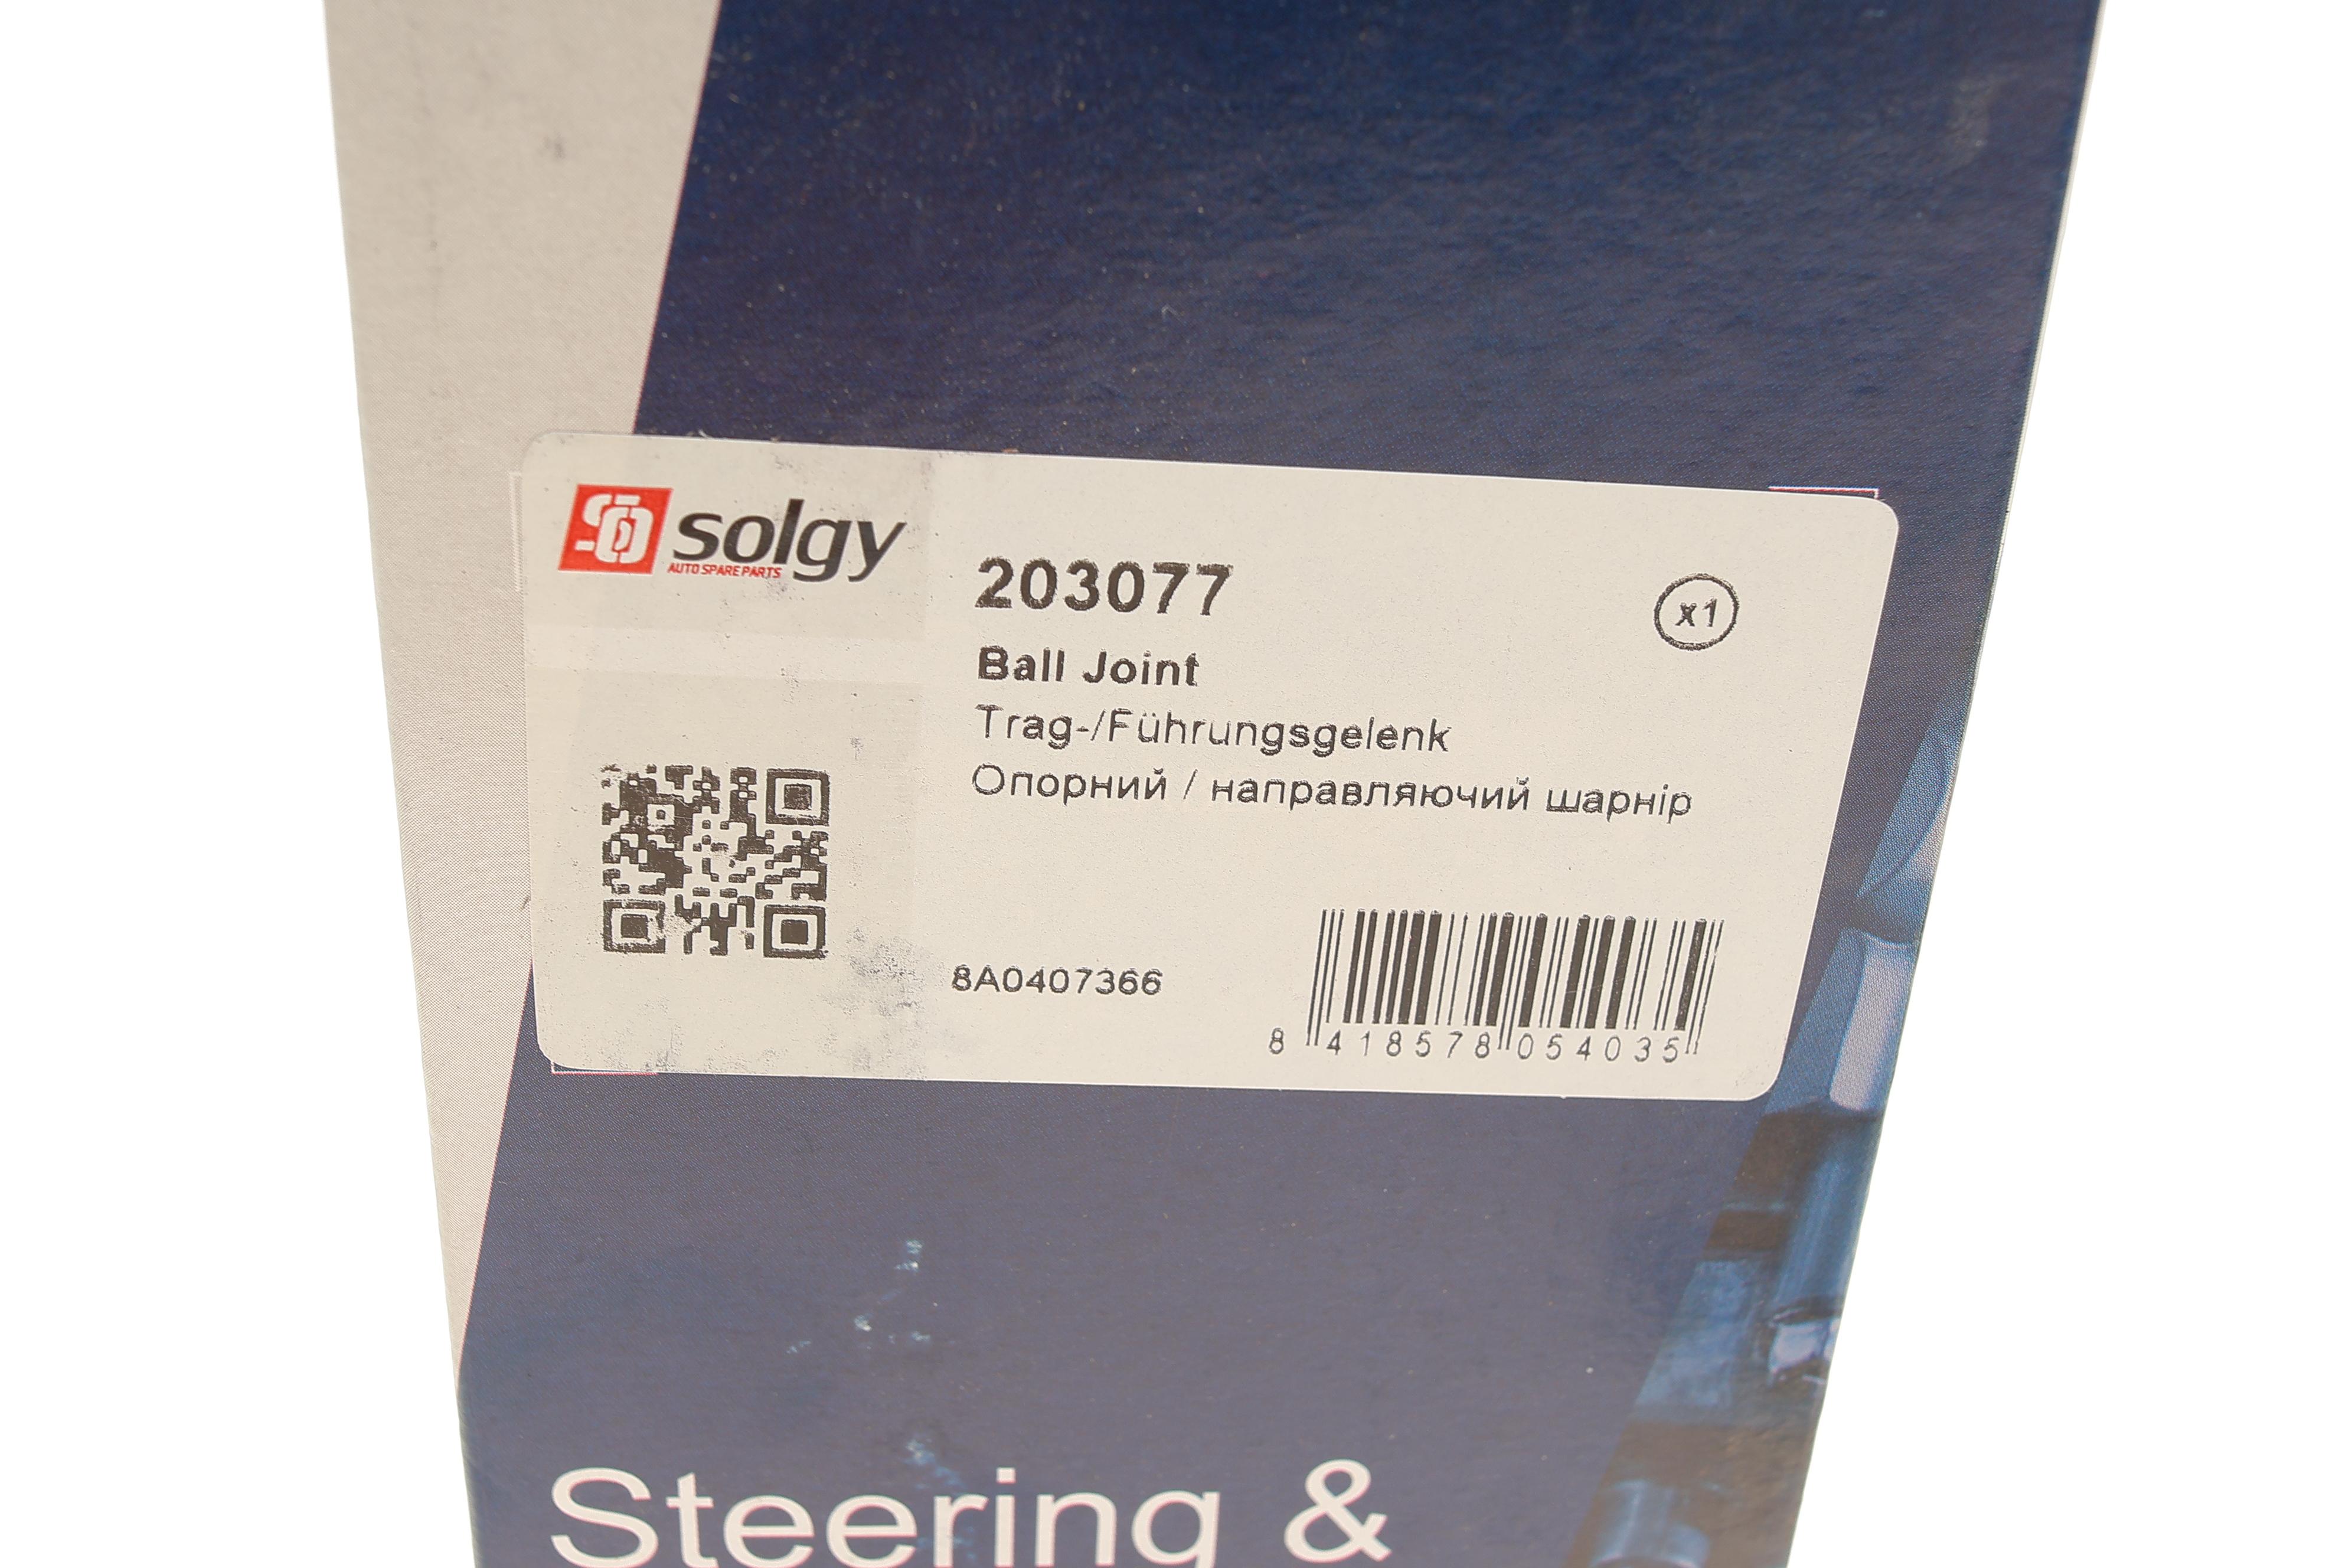 solgy
AUTO SPARE PARTS
203077
x1
Ball Joint
Trag-/Führungsgelenk
Опорний / направляючий шарнір
8A0407366
8 418578 054035
Steering &